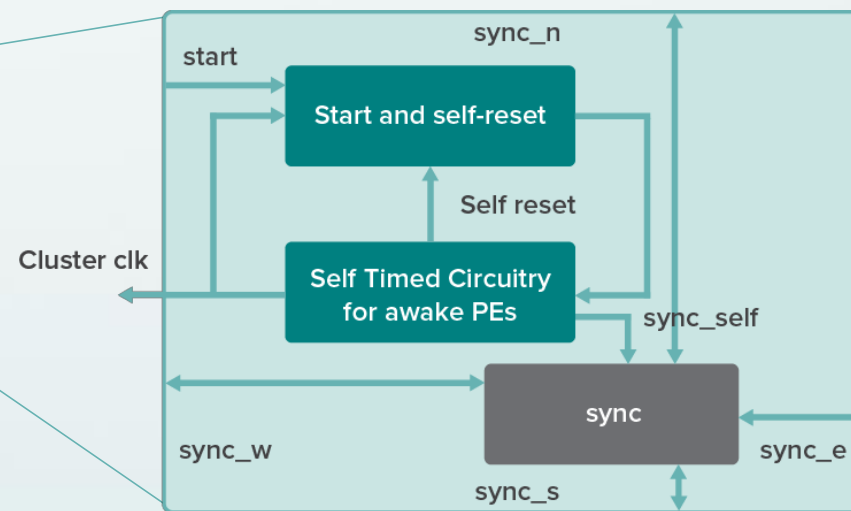 sync_n
start
Start and self-reset
Self reset
Cluster clk
Self Timed Circuitry
for awake PEs
sync_self
sync
sync_w
sync_e
sync_s